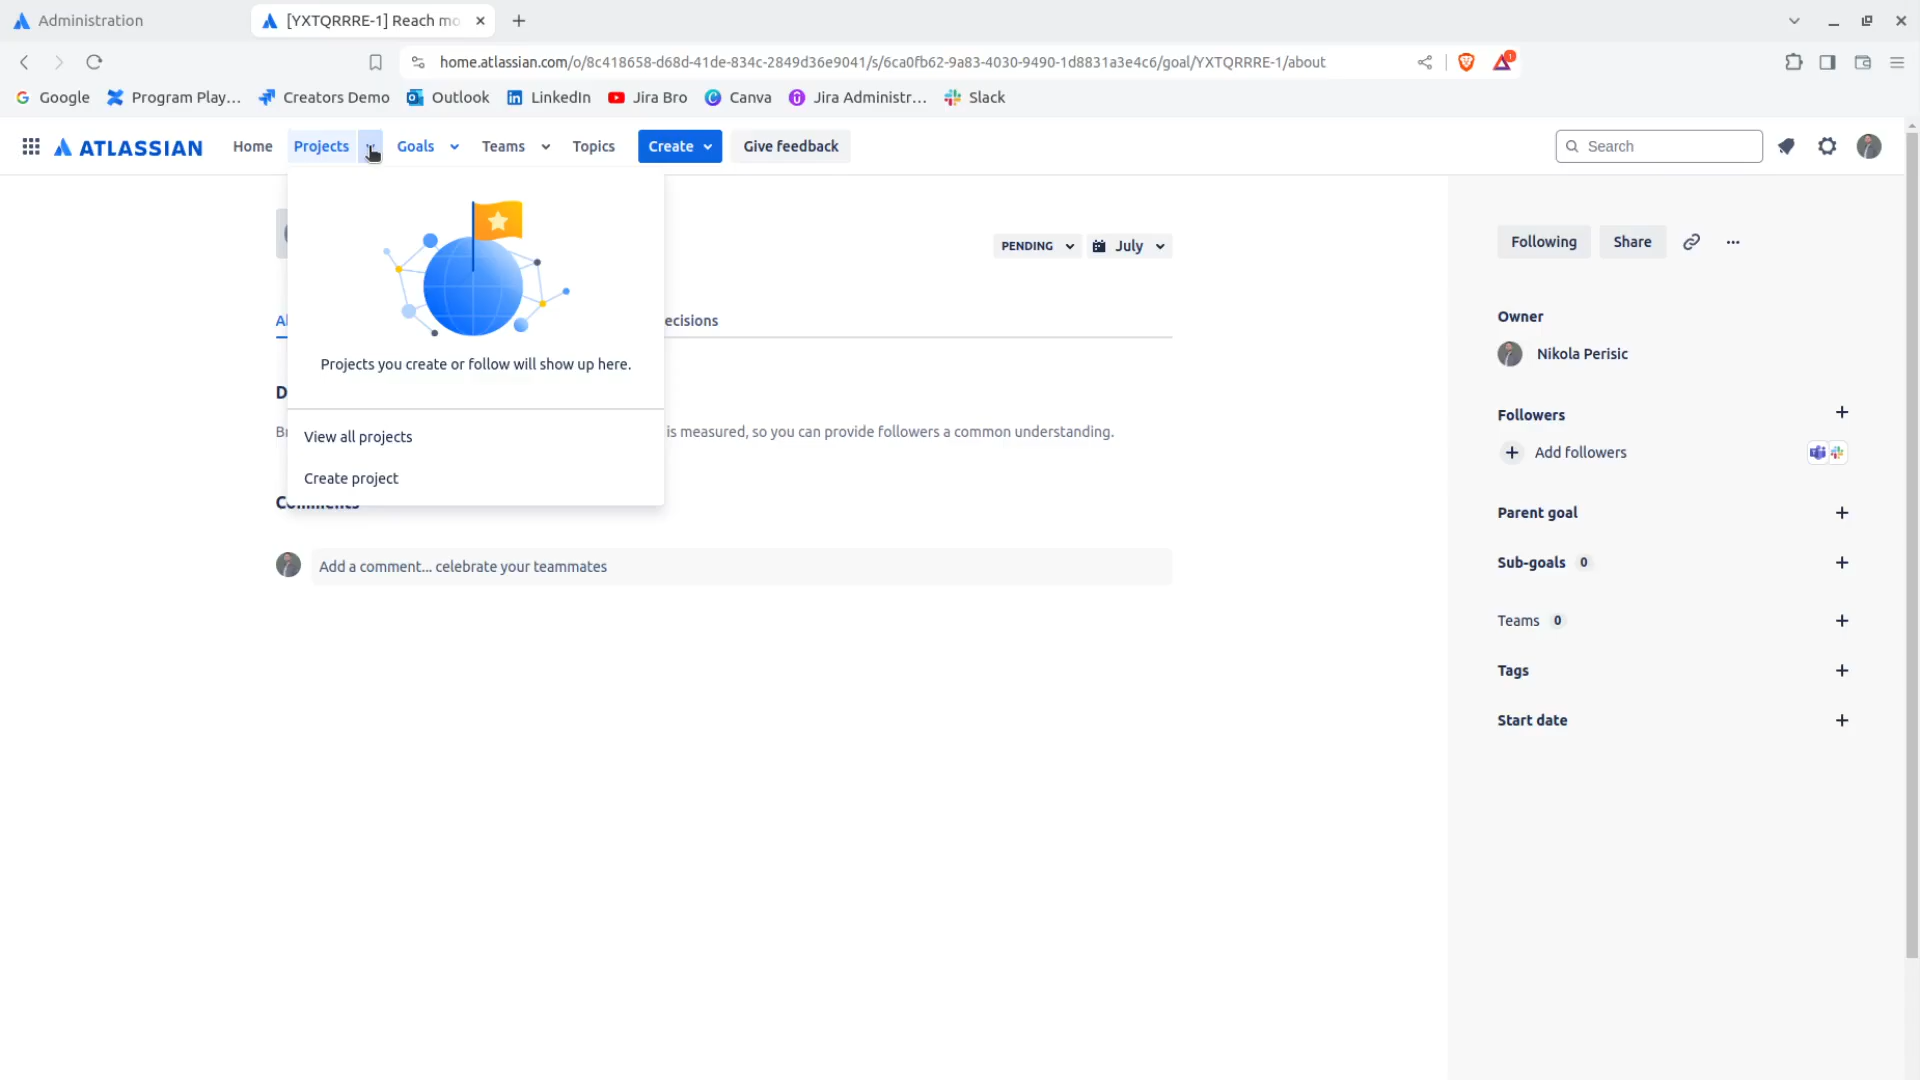 Administration
[YXTQRRRE-1] Reach mo
home.atlassian.com/o/8c418658-d68d-41de-834c-2849d36e9041/s/6ca0fb62-9a83-4030-9490-1d8831a3e4c6/goal/YXTQRRRE-1/about
Google Program Play... Creators Demo Outlook LinkedIn Jira Bro Canva Jira Administr... Slack
ATLASSIAN Home Projects Goals Teams Topics Create Give feedback Search
PENDING July
Following Share
ecisions
Projects you create or follow will show up here.
is measured, so you can provide followers a common understanding.
View all projects
Create project
Comments
Add a comment... celebrate your teammates
Owner
Nikola Perisic
Followers
Add followers
Parent goal
Sub-goals 0
Teams 0
Tags
Start date